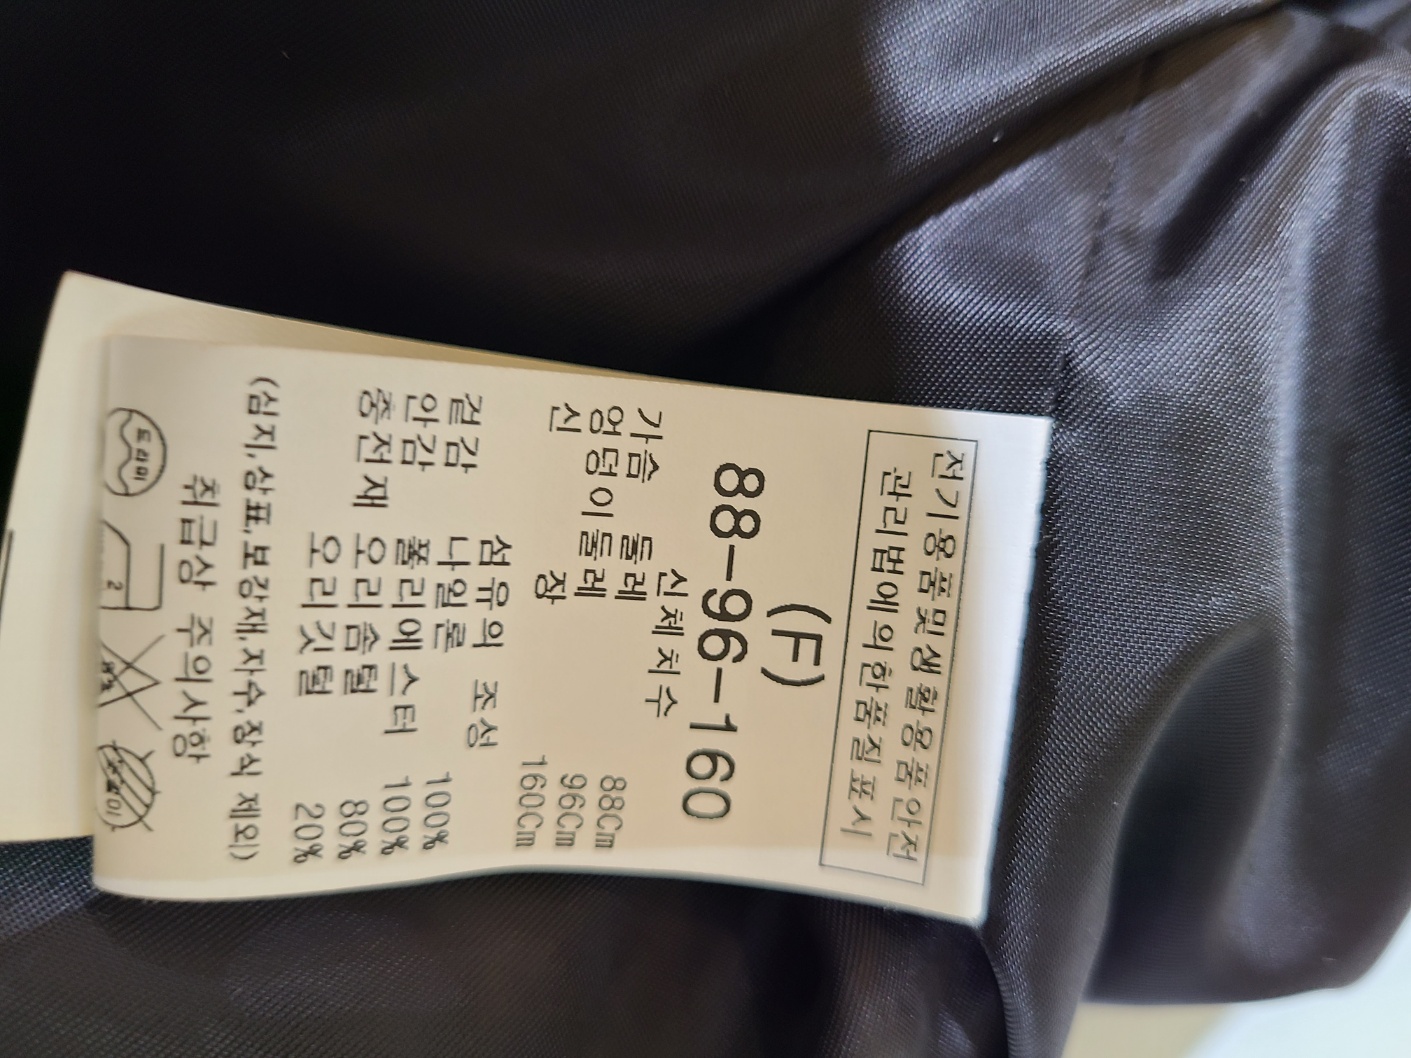 전기용품및생활용품안전
관리법에의한품질표시
(F)
88-96-160
신체치수
가슴 둘레 88Cm
엉덩이둘레 96Cm
신 장 160Cm
섬유의 조성
겉감 나일론 100%
안감 폴리에스터 100%
충전재 오리솜털 80%
오리깃털 20%
(심지,상표,보강재,자수,장식 제외)
취급상 주의사항
드라이
2